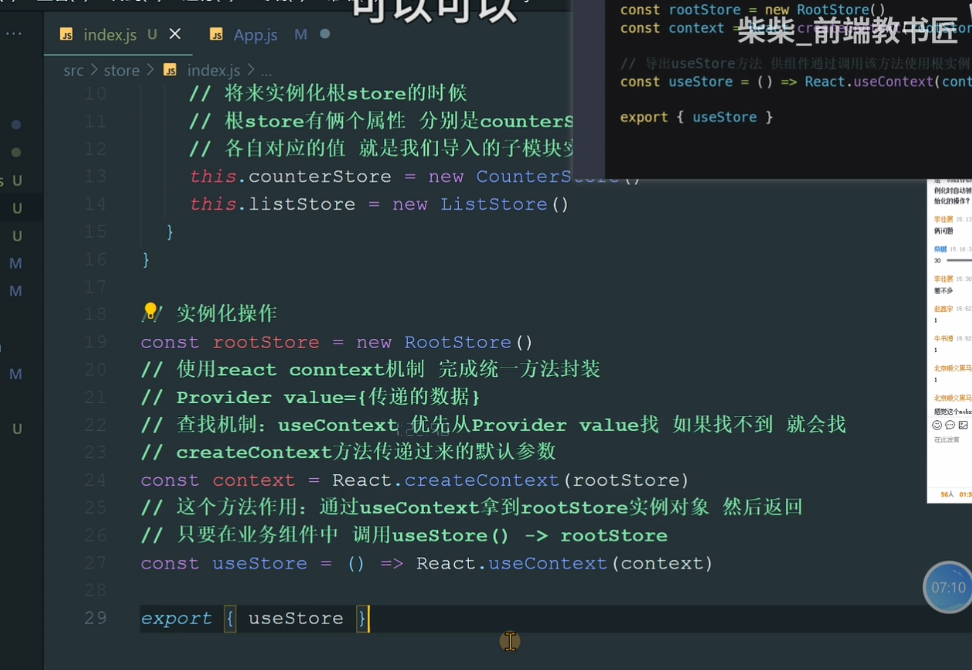 可以可以
index.js U
App.js M
src > store > index.js > ...
10 // 将来实例化根store的时候
11 // 根store有俩个属性 分别是counterS
12 // 各自对应的值 就是我们导入的子模块实
13 this.counterStore = new CounterStore()
14 this.listStore = new ListStore()
15 }
16 }
17
18 // 实例化操作
19 const rootStore = new RootStore()
20 // 使用react conntext机制 完成统一方法封装
21 // Provider value={传递的数据}
22 // 查找机制: useContext 优先从Provider value找 如果找不到 就会找
23 // createContext方法传递过来的默认参数
24 const context = React.createContext(rootStore)
25 // 这个方法作用: 通过useContext拿到rootStore实例对象 然后返回
26 // 只要在业务组件中 调用useStore() -> rootStore
27 const useStore = () => React.useContext(context)
28
29 export { useStore }
const rootStore = new RootStore()
const context =
柴柴_前端教书匠
// 导出useStore方法 供组件通过调用该方法使用根实例
const useStore = () => React.useContext(cont
export { useStore }
s U
U
U
M
M
M
U
俩问题
差不多
1
1
1
07:10